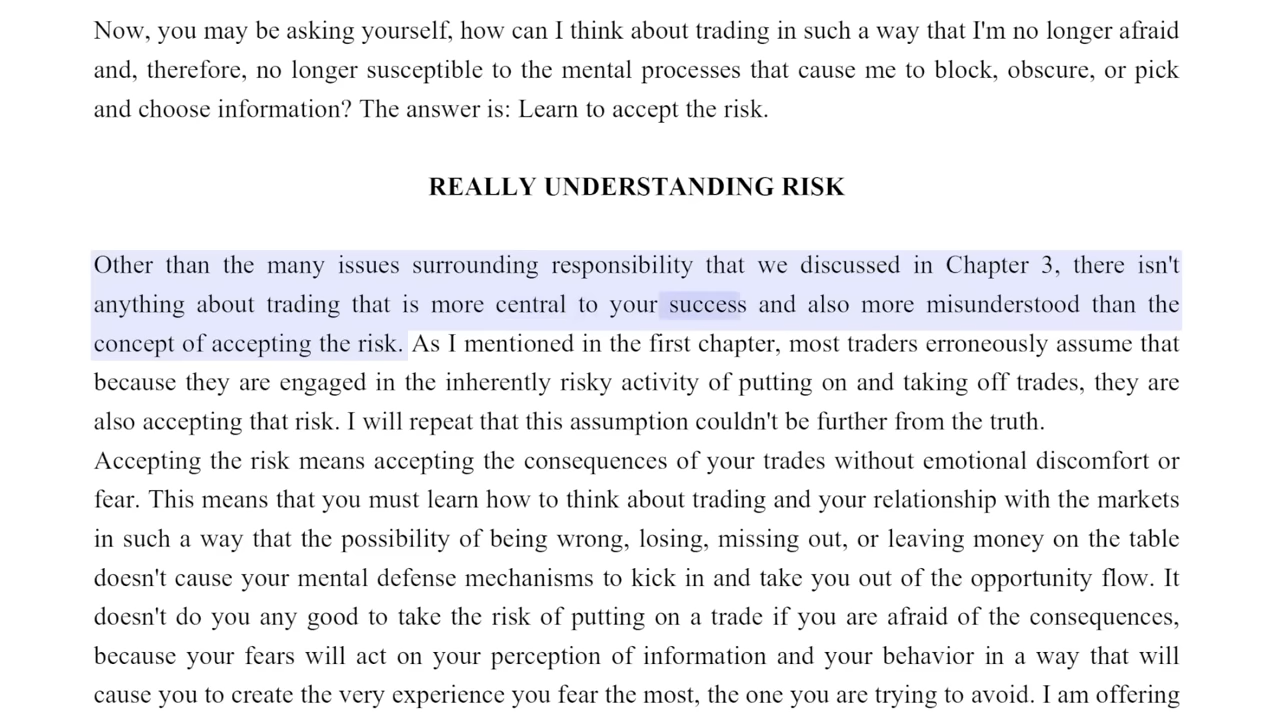 Now, you may be asking yourself, how can I think about trading in such a way that I'm no longer afraid
and, therefore, no longer susceptible to the mental processes that cause me to block, obscure, or pick
and choose information? The answer is: Learn to accept the risk.
REALLY UNDERSTANDING RISK
Other than the many issues surrounding responsibility that we discussed in Chapter 3, there isn't
anything about trading that is more central to your success and also more misunderstood than the
concept of accepting the risk. As I mentioned in the first chapter, most traders erroneously assume that
because they are engaged in the inherently risky activity of putting on and taking off trades, they are
also accepting that risk. I will repeat that this assumption couldn't be further from the truth.
Accepting the risk means accepting the consequences of your trades without emotional discomfort or
fear. This means that you must learn how to think about trading and your relationship with the markets
in such a way that the possibility of being wrong, losing, missing out, or leaving money on the table
doesn't cause your mental defense mechanisms to kick in and take you out of the opportunity flow. It
doesn't do you any good to take the risk of putting on a trade if you are afraid of the consequences,
because your fears will act on your perception of information and your behavior in a way that will
cause you to create the very experience you fear the most, the one you are trying to avoid. I am offering